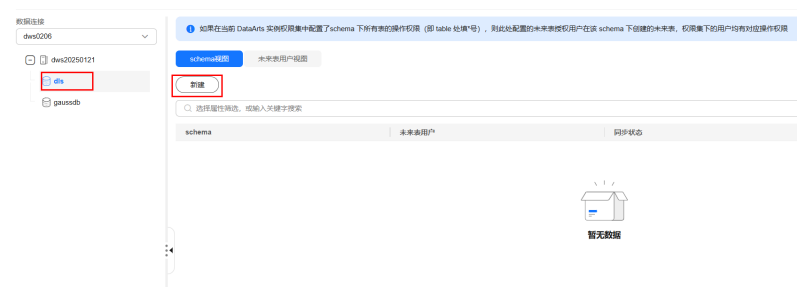 数据连接
dws0206
如果在当前 DataArts 实例权限集中配置了schema 下所有表的操作权限（即 table 处填*号），则此处配置的未来表授权用户在该 schema 下创建的未来表，权限集下的用户均有对应操作权限
dws20250121
dls
gaussdb
schema视图 未来表用户视图
新建
选择属性筛选，或输入关键字搜索
schema 未来表用户 同步状态
暂无数据